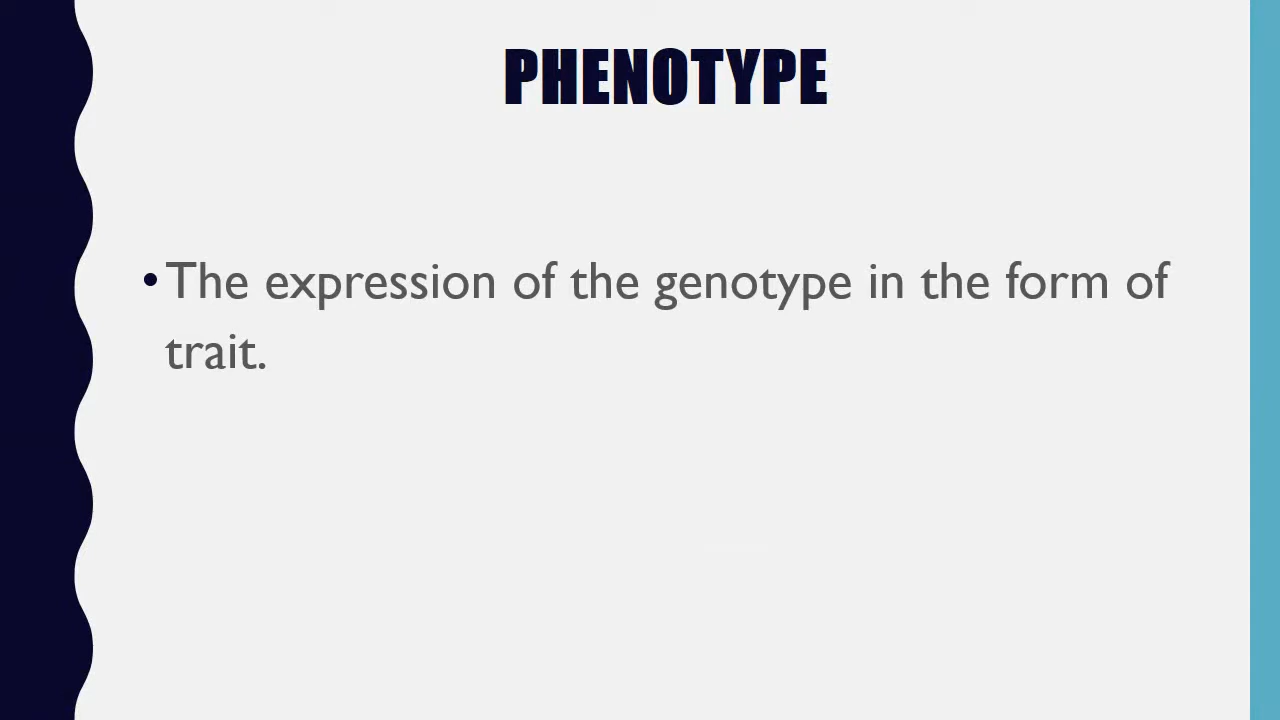 PHENOTYPE
•The expression of the genotype in the form of
trait.